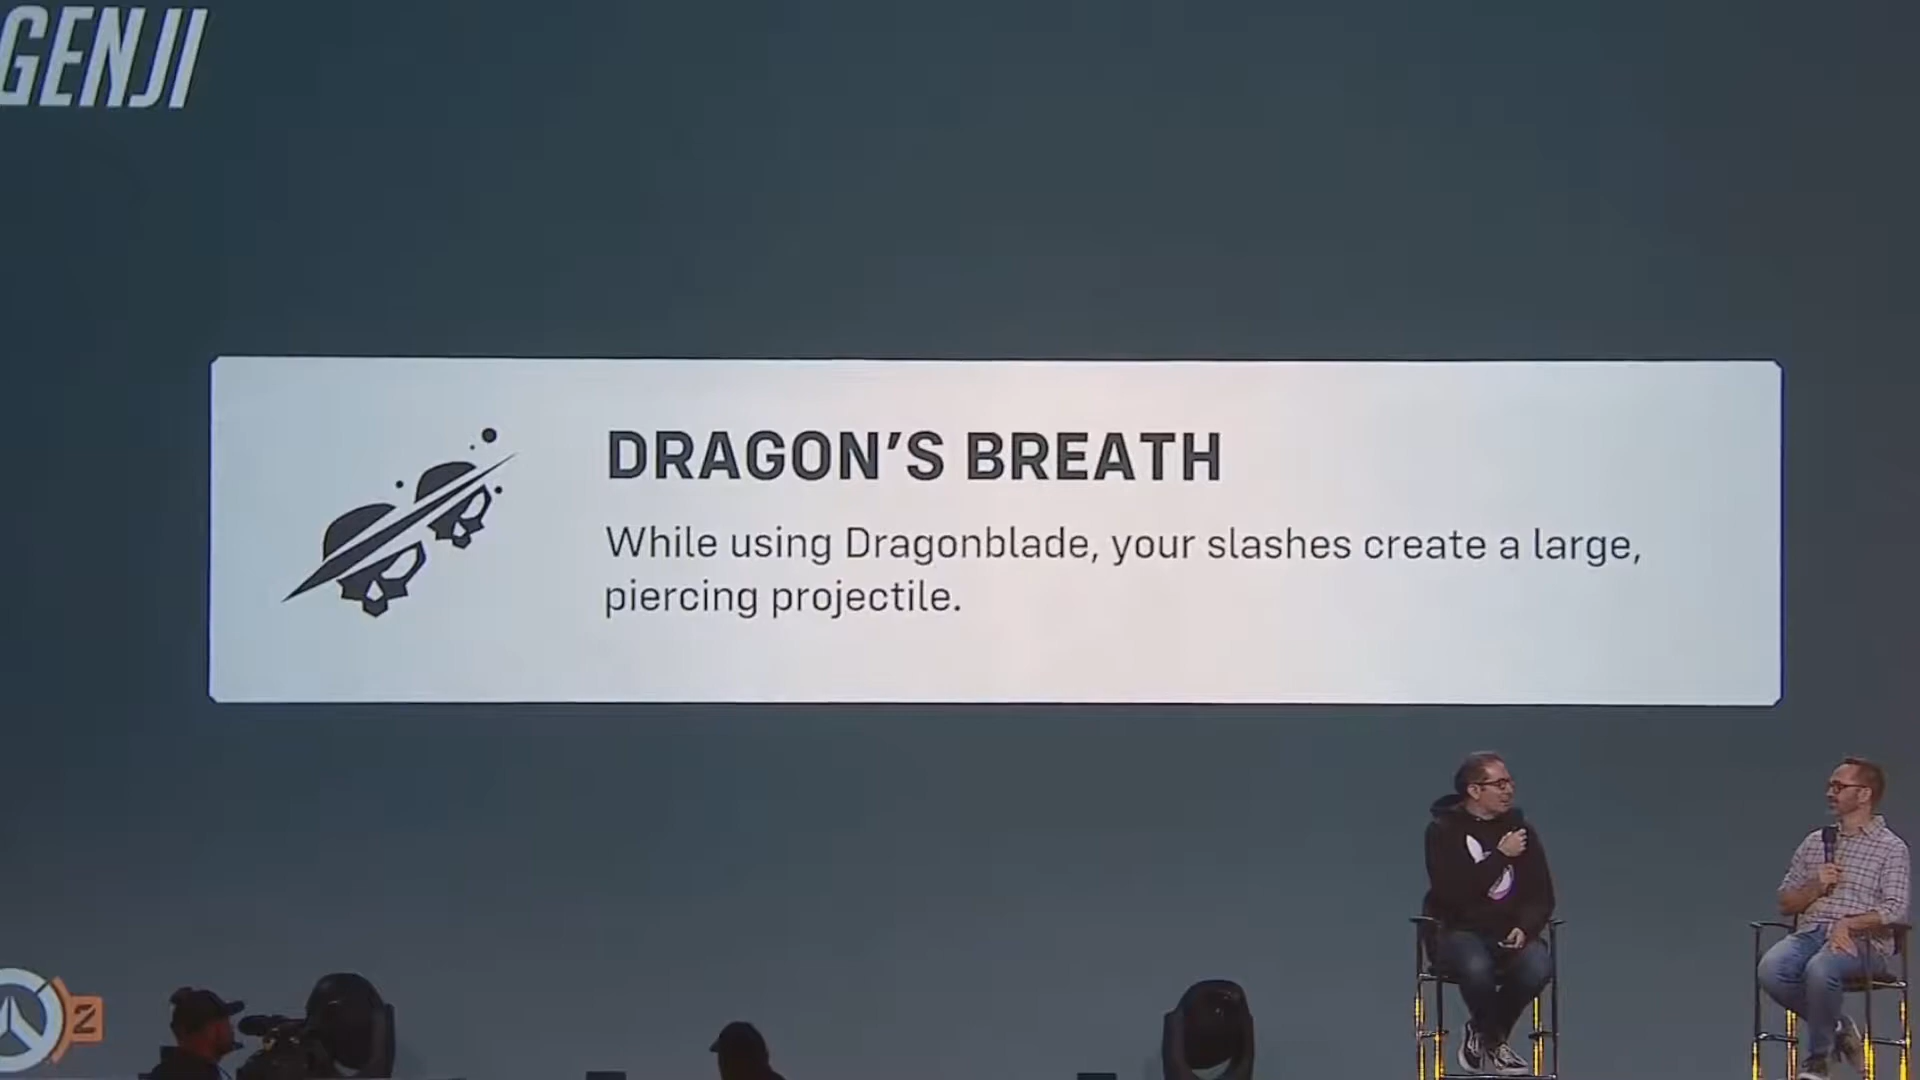 GENJI
DRAGON'S BREATH
While using Dragonblade, your slashes create a large,
piercing projectile.
2